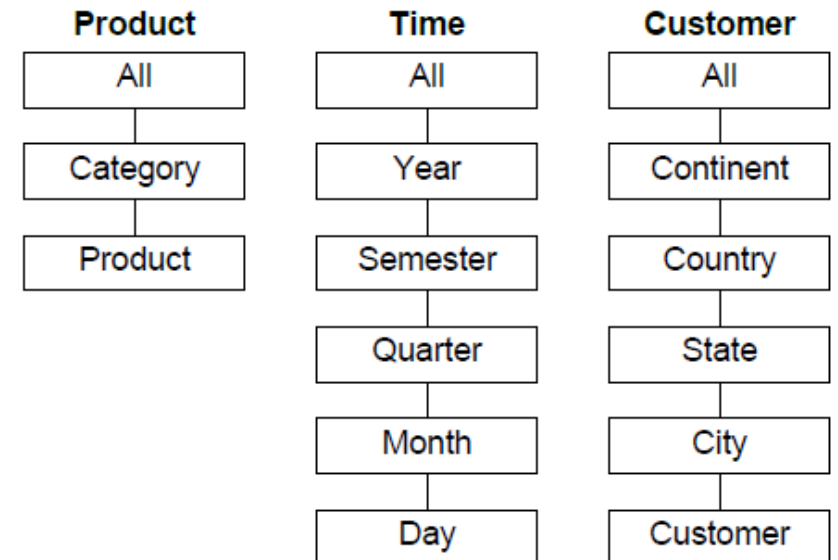 Product Time Customer
All All All
Category Year Continent
Product Semester Country
Quarter State
Month City
Day Customer